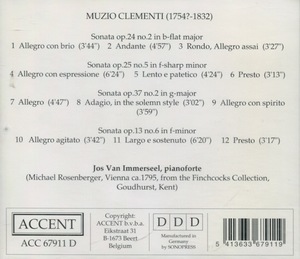 MUZIO CLEMENTI (1754?-1832)
Sonata op.24 no.2 in b-flat major
1 Allegro con brio (3'44") 2 Andante (4'57") 3 Rondo, Allegro assai (3'27")
Sonata op.25 no.5 in f-sharp minor
4 Allegro con espressione (6'24") 5 Lento e patetico (4'24") 6 Presto (3'13")
Sonata op.37 no.2 in g-major
7 Allegro (4'47") 8 Adagio, in the solemn style (3'02") 9 Allegro con spirito
(3'59")
Sonata op.13 no.6 in f-minor
10 Allegro agitato (3'42") 11 Largo e sostenuto (6'20") 12 Presto (3'17")
Jos Van Immerseel, pianoforte
(Michael Rosenberger, Vienna ca.1795, from the Finchcocks Collection,
Goudhurst, Kent)
ACCENT
ACC 67911 D
Copyright:
ACCENT b.v.b.a.
Eikstraat 31
B-1673 Beert
Belgium
D D D
Manufactured in
Germany
by SONOPRESS
5 413633 679119